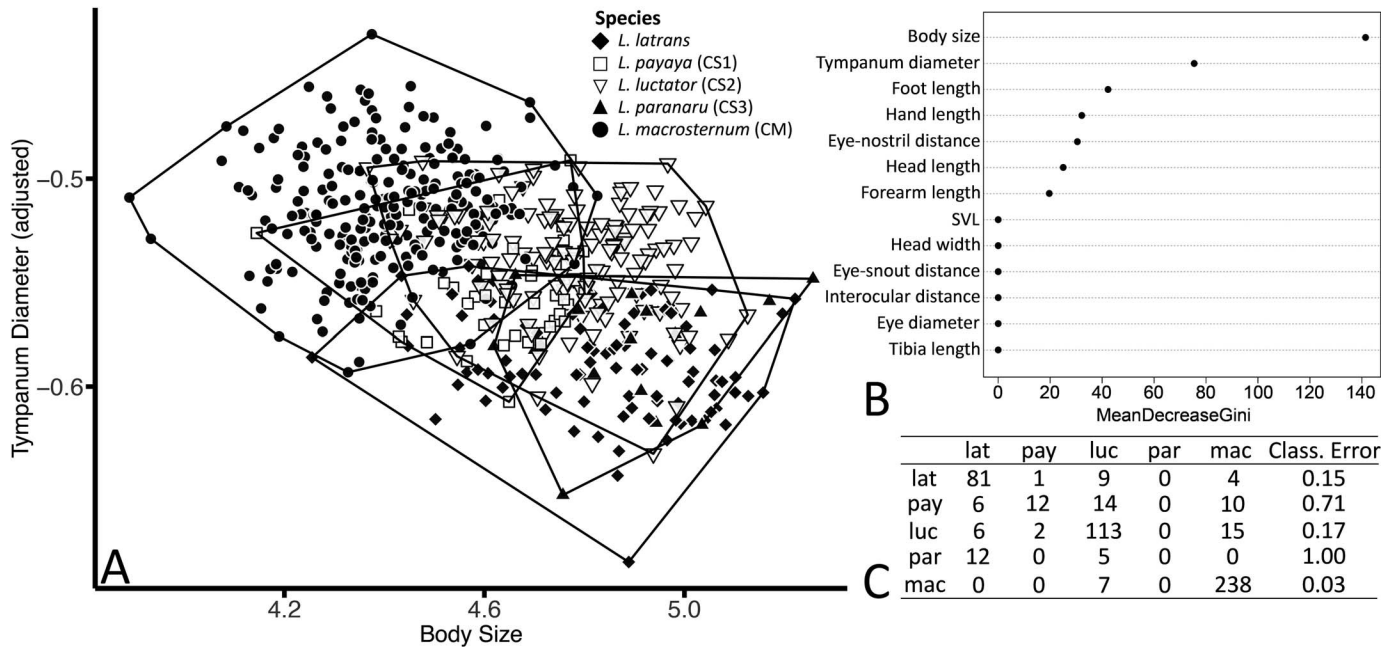 Species
L. latrans
L. payaya (CS1)
L. luctator (CS2)
L. paranaru (CS3)
L. macrosternum (CM)
Tympanum Diameter (adjusted)
−0.5
−0.6
4.2
4.6
5.0
Body Size
A
Body size
Tympanum diameter
Foot length
Hand length
Eye-nostril distance
Head length
Forearm length
SVL
Head width
Eye-snout distance
Interocular distance
Eye diameter
Tibia length
0 20 40 60 80 100 120 140
MeanDecreaseGini
B
lat pay luc par mac Class. Error
lat 81 1 9 0 4 0.15
pay 6 12 14 0 10 0.71
luc 6 2 113 0 15 0.17
par 12 0 5 0 0 1.00
mac 0 0 7 0 238 0.03
C